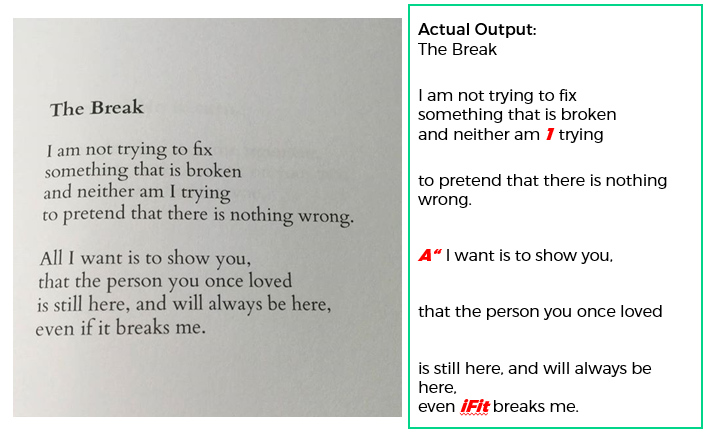 The Break
I am not trying to fix
something that is broken
and neither am I trying
to pretend that there is nothing wrong.
All I want is to show you,
that the person you once loved
is still here, and will always be here,
even if it breaks me.
Actual Output:
The Break
I am not trying to fix
something that is broken
and neither am 1 trying
to pretend that there is nothing
wrong.
A“ I want is to show you,
that the person you once loved
is still here, and will always be
here,
even iFit breaks me.